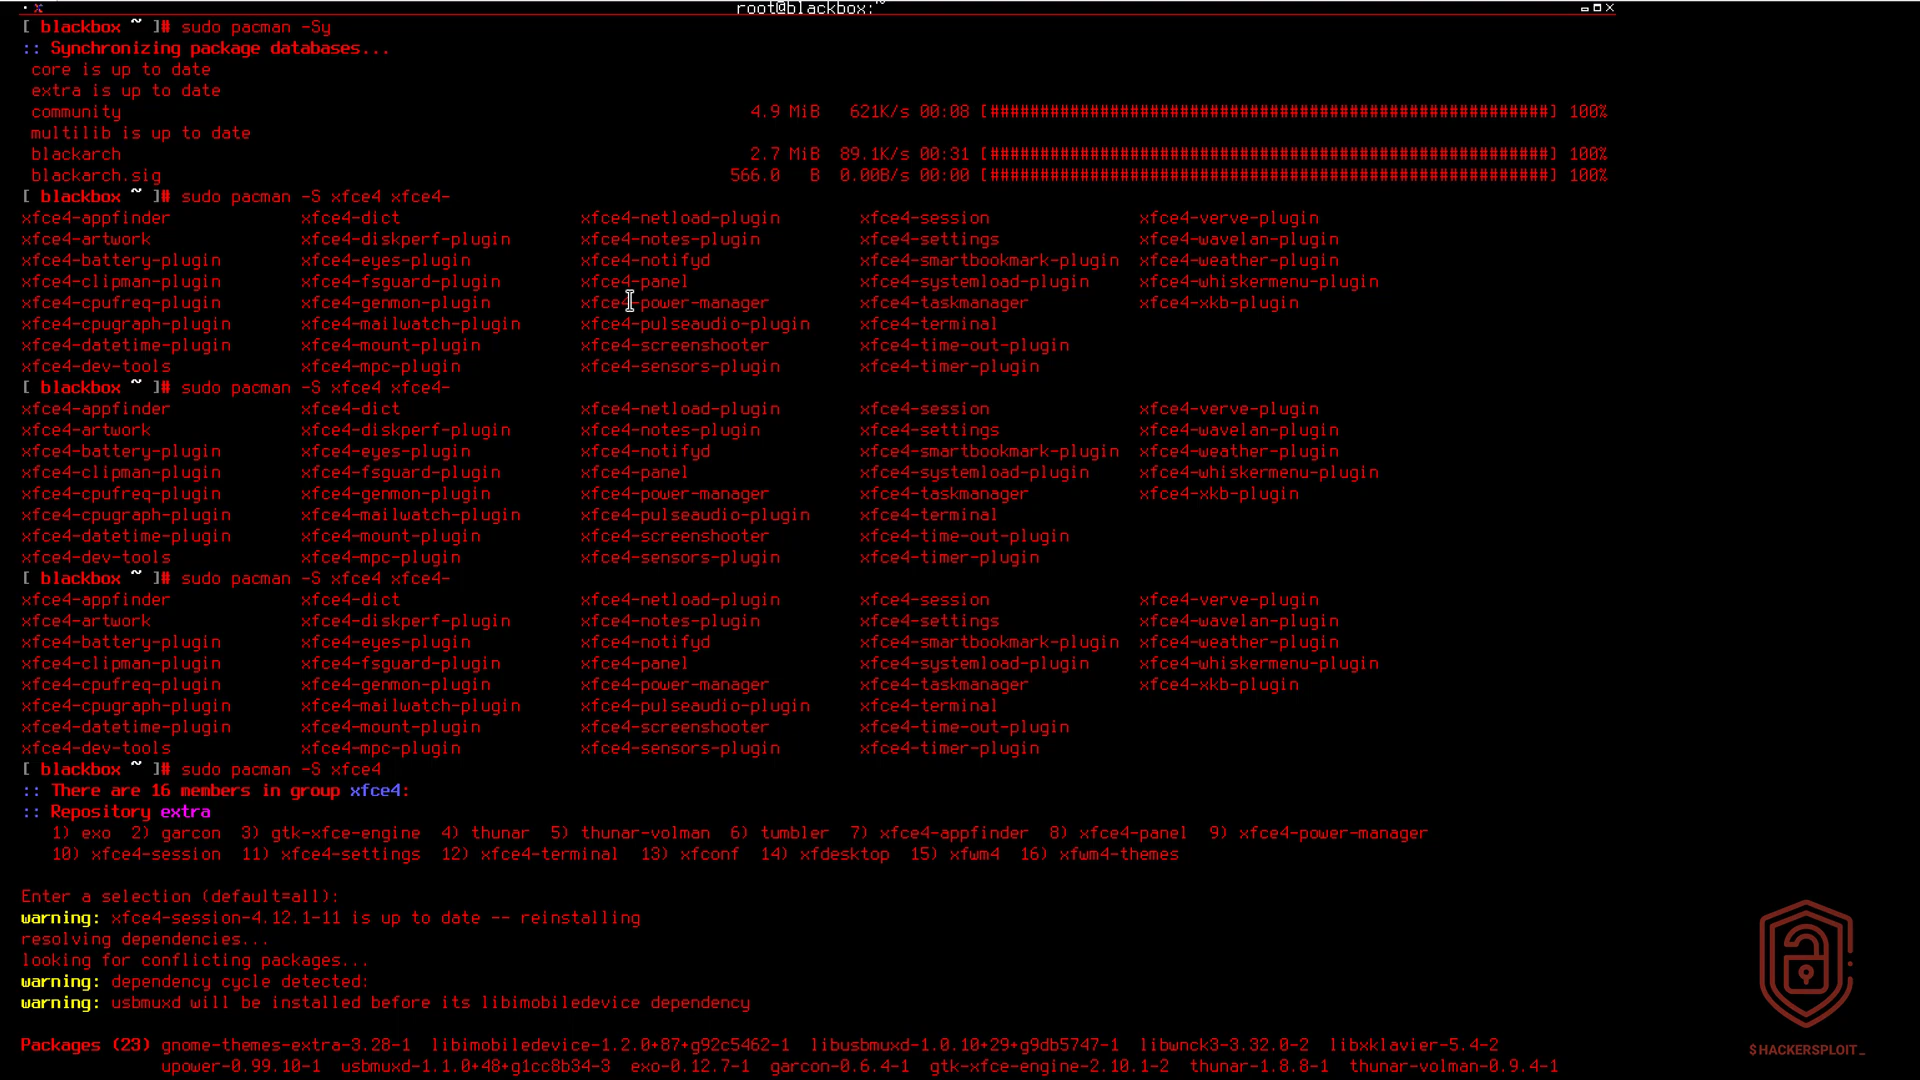 root@blackbox:~
[ blackbox ~ ]# sudo pacman -Sy
:: Synchronizing package databases...
core is up to date
extra is up to date
community 4.9 MiB 621K/s 00:08 [########################################################] 100%
multilib is up to date
blackarch 2.7 MiB 89.1K/s 00:31 [########################################################] 100%
blackarch.sig 566.0 B 0.00B/s 00:00 [########################################################] 100%
[ blackbox ~ ]# sudo pacman -S xfce4 xfce4-
xfce4-appfinder xfce4-dict xfce4-netload-plugin xfce4-session xfce4-verve-plugin
xfce4-artwork xfce4-diskperf-plugin xfce4-notes-plugin xfce4-settings xfce4-wavelan-plugin
xfce4-battery-plugin xfce4-eyes-plugin xfce4-notifyd xfce4-smartbookmark-plugin xfce4-weather-plugin
xfce4-clipman-plugin xfce4-fsguard-plugin xfce4-panel xfce4-systemload-plugin xfce4-whiskermenu-plugin
xfce4-cpufreq-plugin xfce4-genmon-plugin xfce4-power-manager xfce4-taskmanager xfce4-xkb-plugin
xfce4-cpugraph-plugin xfce4-mailwatch-plugin xfce4-pulseaudio-plugin xfce4-terminal
xfce4-datetime-plugin xfce4-mount-plugin xfce4-screenshooter xfce4-time-out-plugin
xfce4-dev-tools xfce4-mpc-plugin xfce4-sensors-plugin xfce4-timer-plugin
[ blackbox ~ ]# sudo pacman -S xfce4 xfce4-
xfce4-appfinder xfce4-dict xfce4-netload-plugin xfce4-session xfce4-verve-plugin
xfce4-artwork xfce4-diskperf-plugin xfce4-notes-plugin xfce4-settings xfce4-wavelan-plugin
xfce4-battery-plugin xfce4-eyes-plugin xfce4-notifyd xfce4-smartbookmark-plugin xfce4-weather-plugin
xfce4-clipman-plugin xfce4-fsguard-plugin xfce4-panel xfce4-systemload-plugin xfce4-whiskermenu-plugin
xfce4-cpufreq-plugin xfce4-genmon-plugin xfce4-power-manager xfce4-taskmanager xfce4-xkb-plugin
xfce4-cpugraph-plugin xfce4-mailwatch-plugin xfce4-pulseaudio-plugin xfce4-terminal
xfce4-datetime-plugin xfce4-mount-plugin xfce4-screenshooter xfce4-time-out-plugin
xfce4-dev-tools xfce4-mpc-plugin xfce4-sensors-plugin xfce4-timer-plugin
[ blackbox ~ ]# sudo pacman -S xfce4 xfce4-
xfce4-appfinder xfce4-dict xfce4-netload-plugin xfce4-session xfce4-verve-plugin
xfce4-artwork xfce4-diskperf-plugin xfce4-notes-plugin xfce4-settings xfce4-wavelan-plugin
xfce4-battery-plugin xfce4-eyes-plugin xfce4-notifyd xfce4-smartbookmark-plugin xfce4-weather-plugin
xfce4-clipman-plugin xfce4-fsguard-plugin xfce4-panel xfce4-systemload-plugin xfce4-whiskermenu-plugin
xfce4-cpufreq-plugin xfce4-genmon-plugin xfce4-power-manager xfce4-taskmanager xfce4-xkb-plugin
xfce4-cpugraph-plugin xfce4-mailwatch-plugin xfce4-pulseaudio-plugin xfce4-terminal
xfce4-datetime-plugin xfce4-mount-plugin xfce4-screenshooter xfce4-time-out-plugin
xfce4-dev-tools xfce4-mpc-plugin xfce4-sensors-plugin xfce4-timer-plugin
[ blackbox ~ ]# sudo pacman -S xfce4
:: There are 16 members in group xfce4:
:: Repository extra
1) exo 2) garcon 3) gtk-xfce-engine 4) thunar 5) thunar-volman 6) tumbler 7) xfce4-appfinder 8) xfce4-panel 9) xfce4-power-manager
10) xfce4-session 11) xfce4-settings 12) xfce4-terminal 13) xfconf 14) xfdesktop 15) xfwm4 16) xfwm4-themes
Enter a selection (default=all):
warning: xfce4-session-4.12.1-11 is up to date -- reinstalling
resolving dependencies...
looking for conflicting packages...
warning: dependency cycle detected:
warning: usbmuxd will be installed before its libimobiledevice dependency
Packages (23) gnome-themes-extra-3.28-1 libimobiledevice-1.2.0+87+g92c5462-1 libusbmuxd-1.0.10+29+g9db5747-1 libwnck3-3.32.0-2 libxklavier-5.4-2
upower-0.99.10-1 usbmuxd-1.1.0+48+g1cc8b34-3 exo-0.12.7-1 garcon-0.6.4-1 gtk-xfce-engine-2.10.1-2 thunar-1.8.8-1 thunar-volman-0.9.4-1
$HACKERSPLOIT_